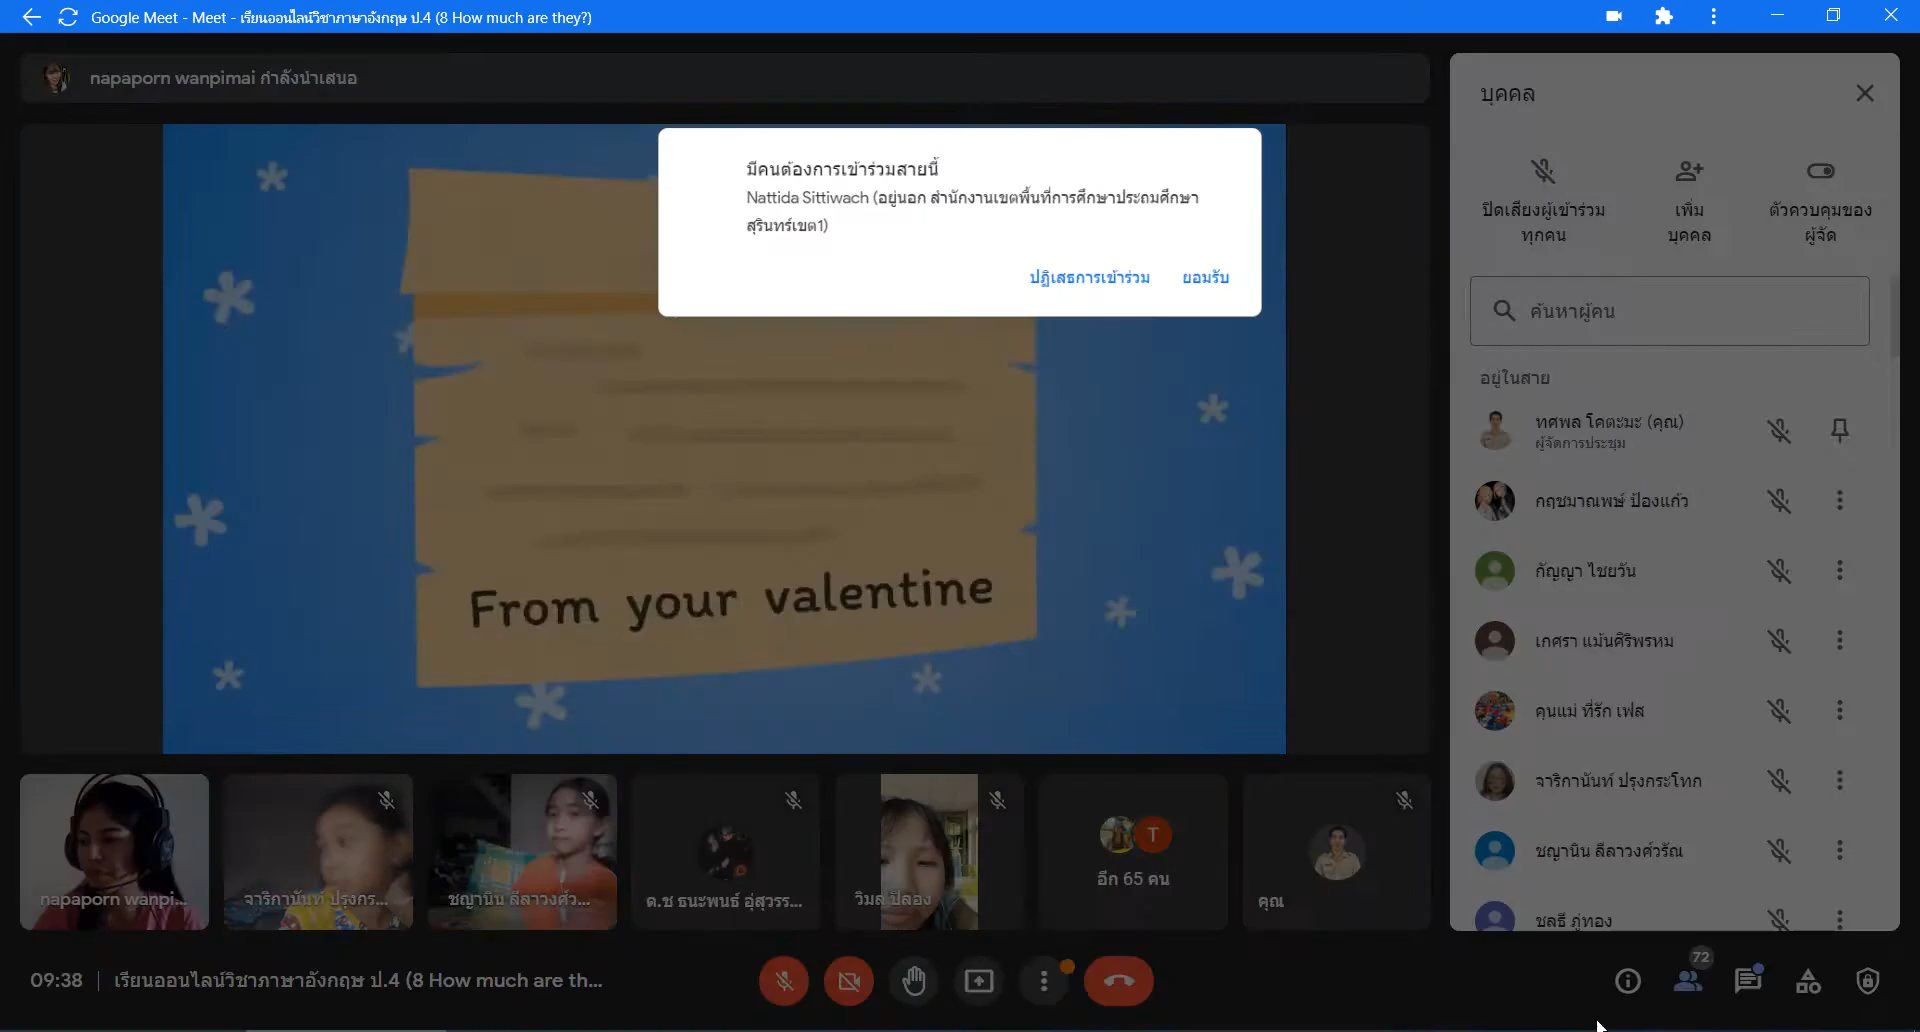 Google Meet - Meet - เรียนออนไลน์วิชาภาษาอังกฤษ ป.4 (8 How much are they?)
napaporn wanpimai กำลังนำเสนอ
มีคนต้องการเข้าร่วมสายนี้
Nattida Sittiwach (อยู่นอก สำนักงานเขตพื้นที่การศึกษาประถมศึกษา
สุรินทร์เขต1)
ปฏิเสธการเข้าร่วม ยอมรับ
From your valentine
บุคคล
ปิดเสียงผู้เข้าร่วม
ทุกคน
เพิ่ม
บุคคล
ตัวควบคุมของ
ผู้จัด
ค้นหาผู้คน
อยู่ในสาย
ทศพล โคตะมะ (คุณ)
ผู้จัดการประชุม
กฤชมาณพษ์ ป้องแก้ว
กัญญา ไชยวัน
เกศรา แม้นศิริพรหม
คุนแม่ ที่รัก เฟส
จาริกานันท์ ปรุงกระโทก
ชญานิน ลีลาวงศ์วรัณ
ชลธี ภู่ทอง
napaporn wanpi...
จาริกานันท์ ปรุงกร...
ชญานิน ลีลาวงศ์ว...
ด.ช ธนะพนธ์ อุ่สุวรร...
วิมล ปิลอง
T
อีก 65 คน
คุณ
09:38 | เรียนออนไลน์วิชาภาษาอังกฤษ ป.4 (8 How much are th...
72